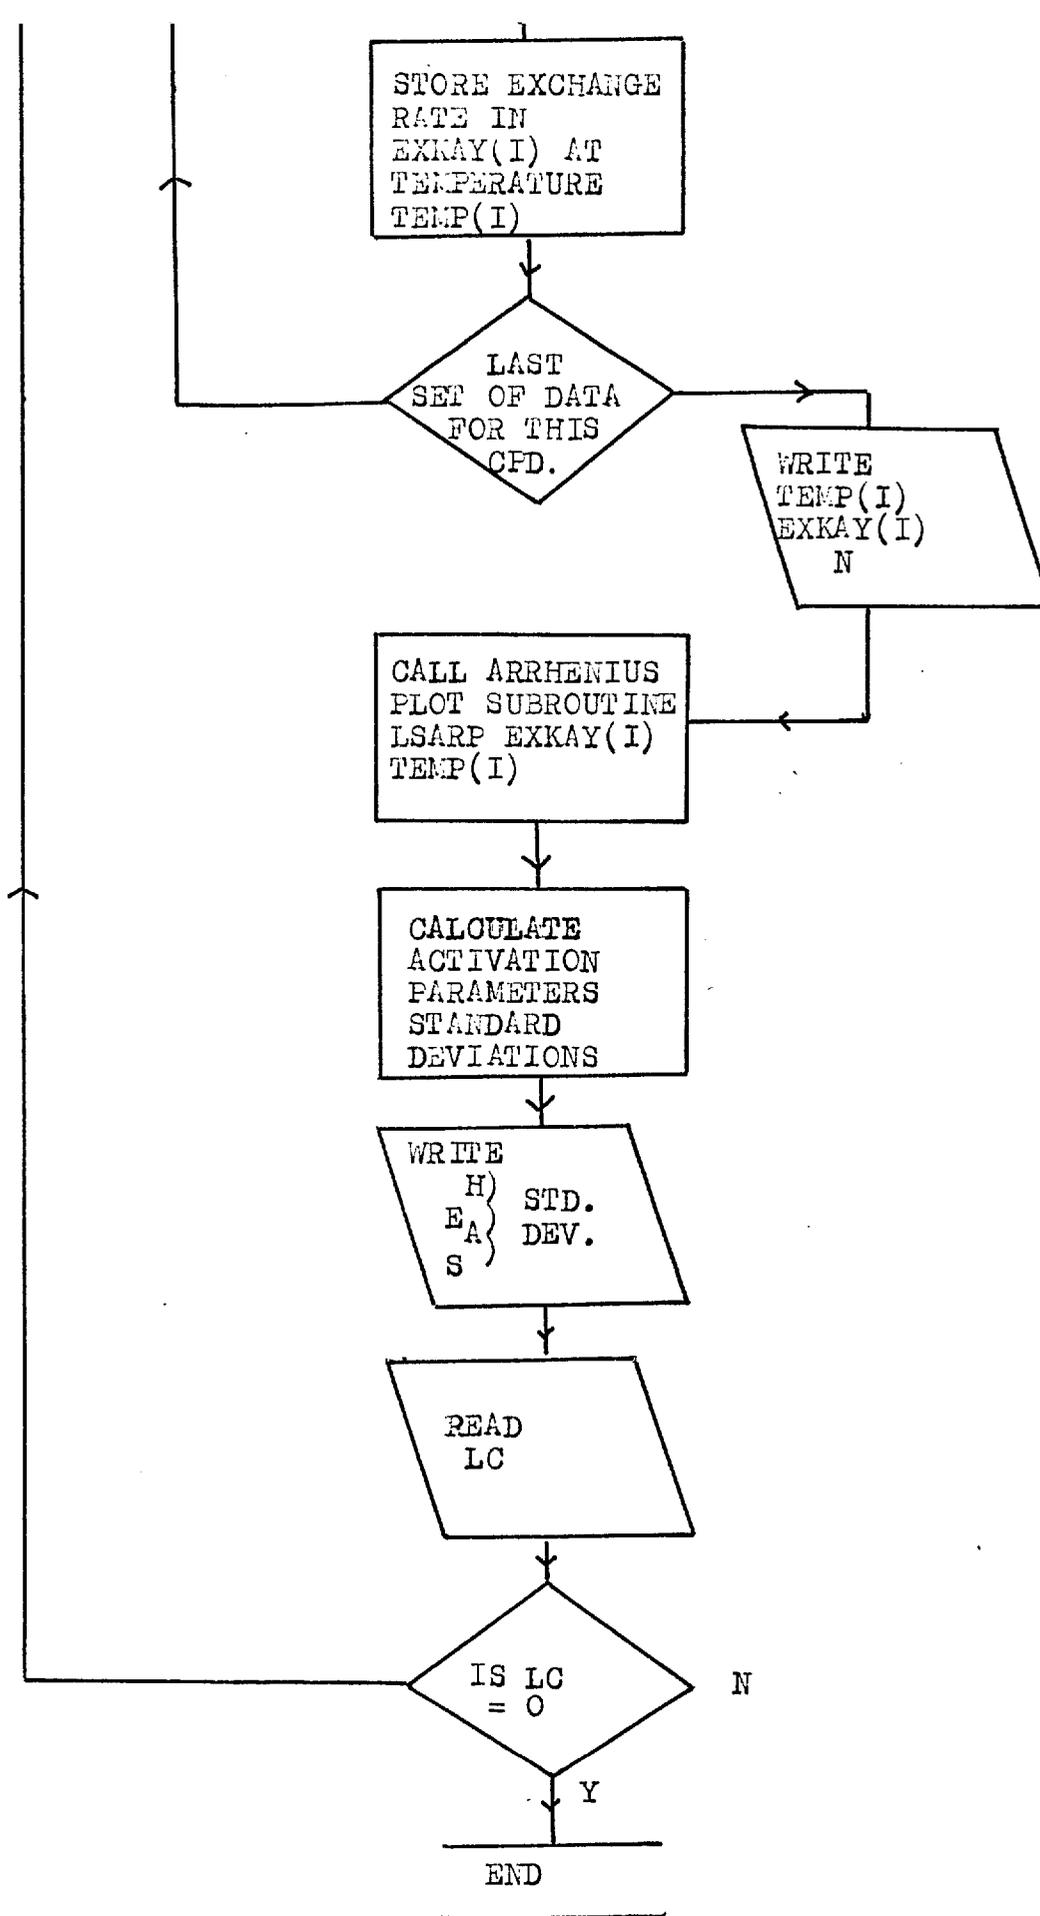 STORE EXCHANGE
RATE IN
EXKAY(I) AT
TEMPERATURE
TEMP(I)
LAST
SET OF DATA
FOR THIS
CPD.
WRITE
TEMP(I)
EXKAY(I)
N
CALL ARRHENIUS
PLOT SUBROUTINE
LSARP EXKAY(I)
TEMP(I)
CALCULATE
ACTIVATION
PARAMETERS
STANDARD
DEVIATIONS
WRITE
H)
E ) STD.
A( DEV.
S )
READ
LC
IS LC
= O
N
Y
END